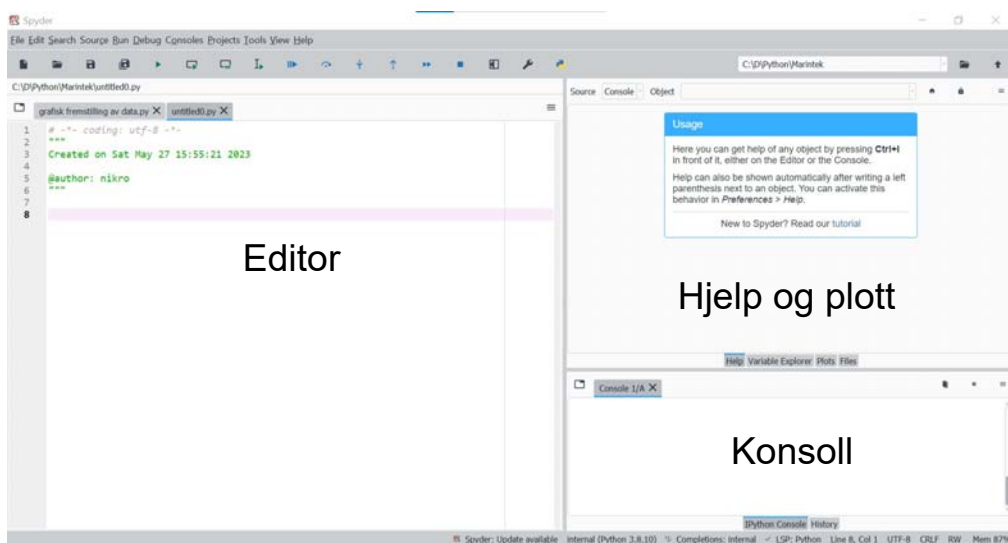 Spyder
File Edit Search Source Run Debug Consoles Projects Tools View Help
C:\D\Python\Marintek
C:\D\Python\Marintek\untitled0.py
grafisk fremstilling av data.py X untitled0.py X
1 # -*- coding: utf-8 -*-
2 """
3 Created on Sat May 27 15:55:21 2023
4
5 @author: nikro
6 """
7
8
Editor
Source Console Object
Usage
Here you can get help of any object by pressing Ctrl+I
in front of it, either on the Editor or the Console.
Help can also be shown automatically after writing a left
parenthesis next to an object. You can activate this
behavior in Preferences > Help.
New to Spyder? Read our tutorial
Hjelp og plott
Help Variable Explorer Plots Files
Console 1/A X
Konsoll
IPython Console History
Spyder: Update available internal (Python 3.8.10) Completions: internal LSP: Python Line 8, Col 1 UTF-8 CRLF RW Mem 87%